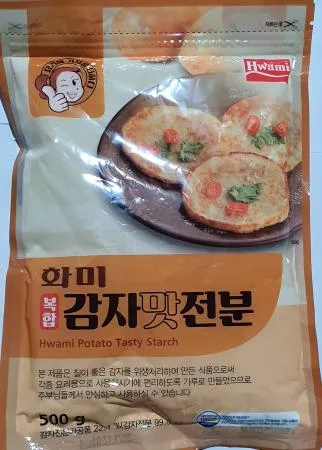 자르는곳
Hwami
화미
복합 감자맛전분
Hwami Potato Tasty Starch
본 제품은 질이 좋은 감자를 위생처리하여 만든 식품으로써
각종 요리용으로 사용하시기에 편리하도록 가루로 만들었으므로
주부님들께서 안심하고 사용하실 수 있습니다
500 g